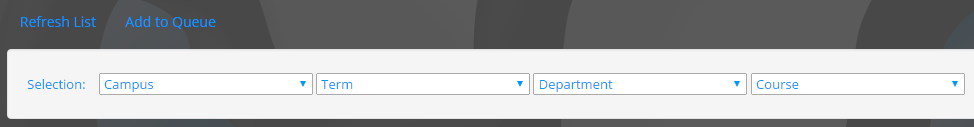 Refresh List Add to Queue
Selection: Campus Term Department Course